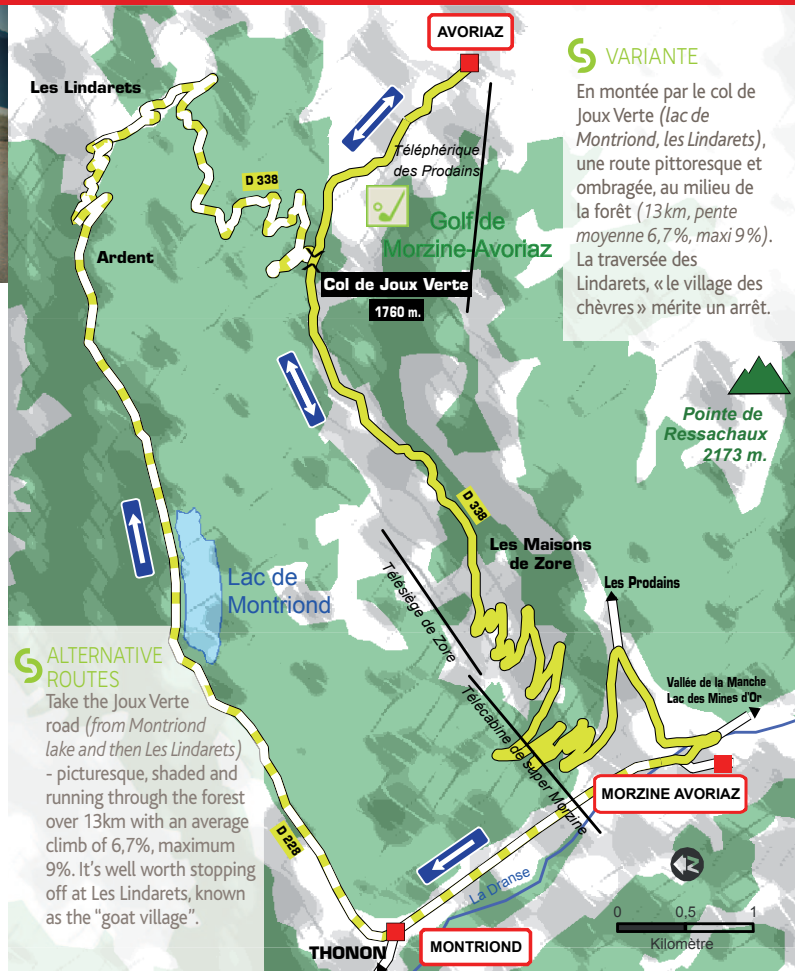 AVORIAZ
VARIANTE
En montée par le col de
Joux Verte (lac de
Montriond, les Lindarets),
une route pittoresque et
ombragée, au milieu de
la forêt (13km, pente
moyenne 6,7%, maxi 9%).
La traversée des
Lindarets, « le village des
chèvres » mérite un arrêt.
Les Lindarets
Téléphérique
des Prodains
D 338
Golf de
Morzine-Avoriaz
Ardent
Col de Joux Verte
1760 m.
Pointe de
Ressachaux
2173 m.
D 338
Les Maisons
de Zore
Lac de
Montriond
Télésiège de Zore
Les Prodains
Télécabine de super Morzine
Vallée de la Manche
Lac des Mines d'Or
MORZINE AVORIAZ
ALTERNATIVE
ROUTES
Take the Joux Verte
road (from Montriond
lake and then Les Lindarets)
- picturesque, shaded and
running through the forest
over 13km with an average
climb of 6,7%, maximum
9%. It's well worth stopping
off at Les Lindarets, known
as the "goat village".
D 228
La Dranse
N
0 0,5 1
Kilomètre
THONON
MONTRIOND